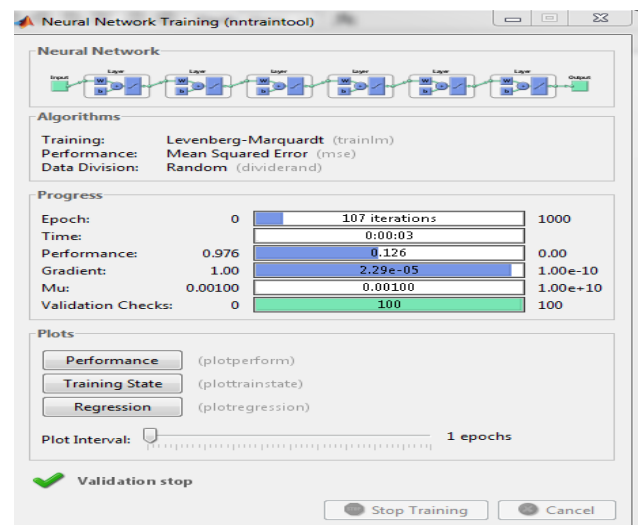 Neural Network Training (nntraintool)
Neural Network
Input Layer Layer Layer Layer Layer Layer Output
W W W W W W
b b b b b b
Algorithms
Training: Levenberg-Marquardt (trainlm)
Performance: Mean Squared Error (mse)
Data Division: Random (dividerand)
Progress
Epoch: 0 107 iterations 1000
Time: 0:00:03
Performance: 0.976 0.126 0.00
Gradient: 1.00 2.29e-05 1.00e-10
Mu: 0.00100 0.00100 1.00e+10
Validation Checks: 0 100 100
Plots
Performance (plotperform)
Training State (plottrainstate)
Regression (plotregression)
Plot Interval: 1 epochs
Validation stop
Stop Training Cancel